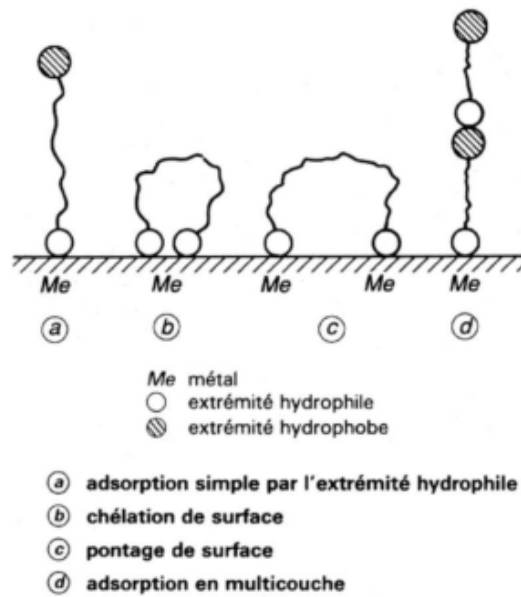 Me Me Me Me Me
a b c d
Me métal
extrémité hydrophile
extrémité hydrophobe
a adsorption simple par l'extrémité hydrophile
b chélation de surface
c pontage de surface
d adsorption en multicouche